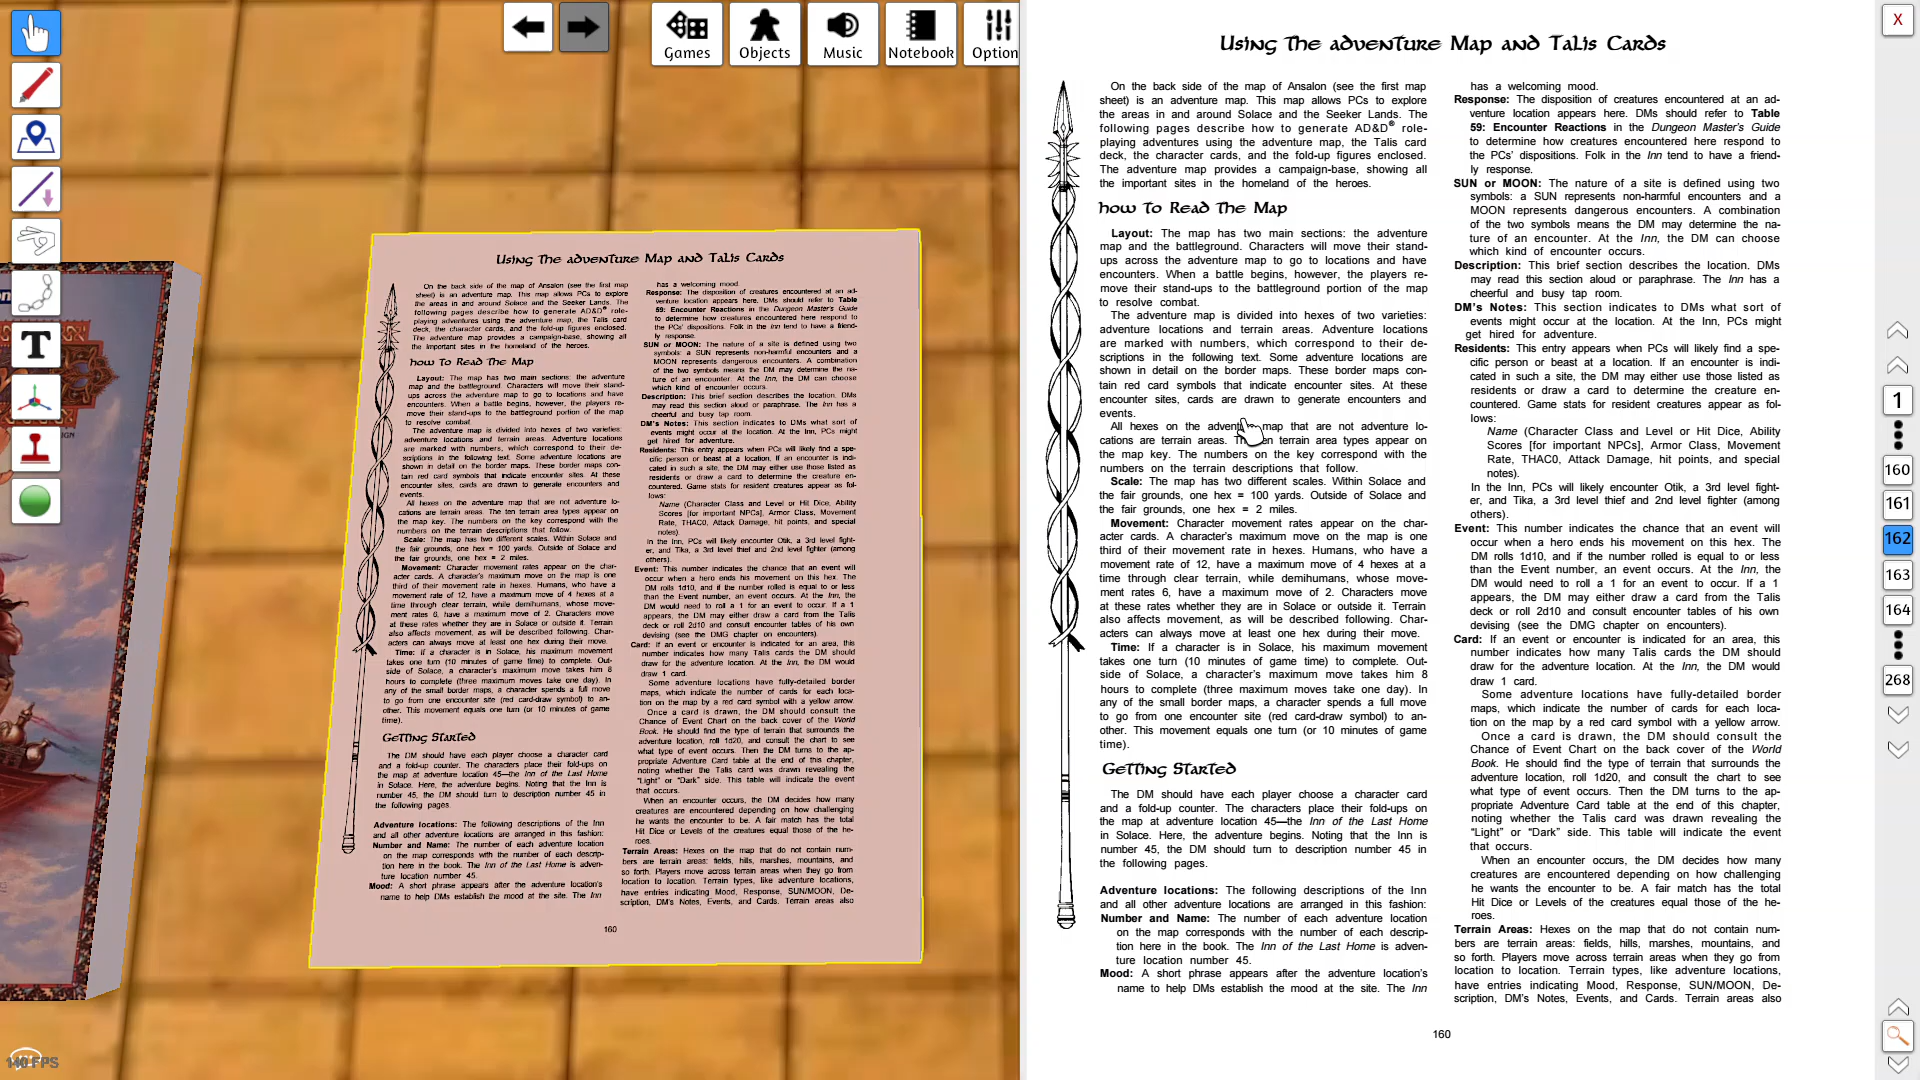 Games
Objects
Music
Notebook
Option
Using The adventure Map and Talis Cards
On the back side of the map of Ansalon (see the first map
sheet) is an adventure map. This map allows PCs to explore
the areas in and around Solace and the Seeker Lands. The
following pages describe how to generate AD&D® role-
playing adventures using the adventure map, the Talis card
deck, the character cards, and the fold-up figures enclosed.
The adventure map provides a campaign-base, showing all
the important sites in the homeland of the heroes.
how To Read The Map
Layout: The map has two main sections: the adventure
map and the battleground. Characters will move their stand-
ups across the adventure map to go to locations and have
encounters. When a battle begins, however, the players re-
move their stand-ups to the battleground portion of the map
to resolve combat.
The adventure map is divided into hexes of two varieties:
adventure locations and terrain areas. Adventure locations
are marked with numbers, which correspond to their de-
scriptions in the following text. Some adventure locations are
shown in detail on the border maps. These border maps con-
tain red card symbols that indicate encounter sites. At these
encounter sites, cards are drawn to generate encounters and
events.
All hexes on the adventure map that are not adventure lo-
cations are terrain areas. The ten terrain area types appear on
the map key. The numbers on the key correspond with the
numbers on the terrain descriptions that follow.
Scale: The map has two different scales. Within Solace and
the fair grounds, one hex = 100 yards. Outside of Solace and
the fair grounds, one hex = 2 miles.
Movement: Character movement rates appear on the char-
acter cards. A character's maximum move on the map is one
third of their movement rate in hexes. Humans, who have a
movement rate of 12, have a maximum move of 4 hexes at a
time through clear terrain, while demihumans, whose move-
ment rates 6, have a maximum move of 2. Characters move
at these rates whether they are in Solace or outside it. Terrain
also affects movement, as will be described following. Char-
acters can always move at least one hex during their move.
Time: If a character is in Solace, his maximum movement
takes one turn (10 minutes of game time) to complete. Out-
side of Solace, a character's maximum move takes him 8
hours to complete (three maximum moves take one day). In
any of the small border maps, a character spends a full move
to go from one encounter site (red card-draw symbol) to an-
other. This movement equals one turn (or 10 minutes of game
time).
Getting Started
The DM should have each player choose a character card
and a fold-up counter. The characters place their fold-ups on
the map at adventure location 45—the Inn of the Last Home
in Solace. Here, the adventure begins. Noting that the Inn is
number 45, the DM should turn to description number 45 in
the following pages.
Adventure locations: The following descriptions of the Inn
and all other adventure locations are arranged in this fashion:
Number and Name: The number of each adventure location
on the map corresponds with the number of each descrip-
tion here in the book. The Inn of the Last Home is adven-
ture location number 45.
Mood: A short phrase appears after the adventure location's
name to help DMs establish the mood at the site. The Inn
has a welcoming mood.
Response: The disposition of creatures encountered at an ad-
venture location appears here. DMs should refer to Table
59: Encounter Reactions in the Dungeon Master's Guide
to determine how creatures encountered here respond to
the PCs' dispositions. Folk in the Inn tend to have a friend-
ly response.
SUN or MOON: The nature of a site is defined using two
symbols: a SUN represents non-harmful encounters and a
MOON represents dangerous encounters. A combination
of the two symbols means the DM may determine the na-
ture of an encounter. At the Inn, the DM can choose
which kind of encounter occurs.
Description: This brief section describes the location. DMs
may read this section aloud or paraphrase. The Inn has a
cheerful and busy tap room.
DM's Notes: This section indicates to DMs what sort of
events might occur at the location. At the Inn, PCs might
get hired for adventure.
Residents: This entry appears when PCs will likely find a spe-
cific person or beast at a location. If an encounter is indi-
cated in such a site, the DM may either use those listed as
residents or draw a card to determine the creature en-
countered. Game stats for resident creatures appear as fol-
lows:
Name (Character Class and Level or Hit Dice, Ability
Scores [for important NPCs], Armor Class, Movement
Rate, THAC0, Attack Damage, hit points, and special
notes).
In the Inn, PCs will likely encounter Otik, a 3rd level fight-
er, and Tika, a 3rd level thief and 2nd level fighter (among
others).
Event: This number indicates the chance that an event will
occur when a hero ends his movement on this hex. The
DM rolls 1d10, and if the number rolled is equal to or less
than the Event number, an event occurs. At the Inn, the
DM would need to roll a 1 for an event to occur. If a 1
appears, the DM may either draw a card from the Talis
deck or roll 2d10 and consult encounter tables of his own
devising (see the DMG chapter on encounters).
Card: If an event or encounter is indicated for an area, this
number indicates how many Talis cards the DM should
draw for the adventure location. At the Inn, the DM would
draw 1 card.
Some adventure locations have fully-detailed border
maps, which indicate the number of cards for each loca-
tion on the map by a red card symbol with a yellow arrow.
Once a card is drawn, the DM should consult the
Chance of Event Chart on the back cover of the World
Book. He should find the type of terrain that surrounds the
adventure location, roll 1d20, and consult the chart to see
what type of event occurs. Then the DM turns to the ap-
propriate Adventure Card table at the end of this chapter,
noting whether the Talis card was drawn revealing the
"Light" or "Dark" side. This table will indicate the event
that occurs.
When an encounter occurs, the DM decides how many
creatures are encountered depending on how challenging
he wants the encounter to be. A fair match has the total
Hit Dice or Levels of the creatures equal those of the he-
roes.
Terrain Areas: Hexes on the map that do not contain num-
bers are terrain areas: fields, hills, marshes, mountains, and
so forth. Players move across terrain areas when they go from
location to location. Terrain types, like adventure locations,
have entries indicating Mood, Response, SUN/MOON, De-
scription, DM's Notes, Events, and Cards. Terrain areas also
160
X
1
160
161
162
163
164
268
140 FPS